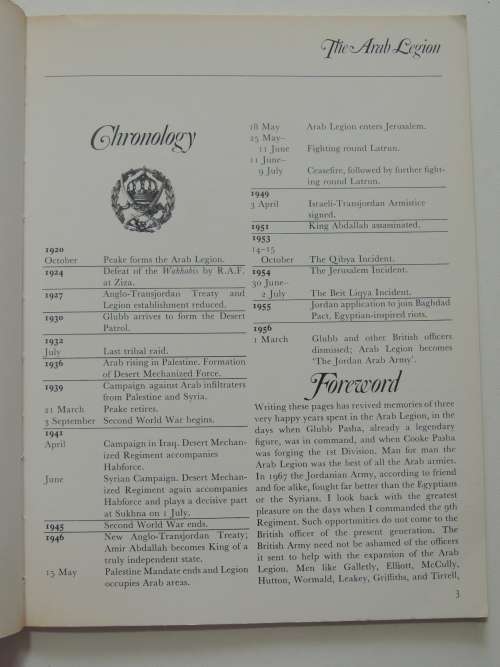 The Arab Legion
Chronology
1920
October Peake forms the Arab Legion.
1924 Defeat of the Wahhabis by R.A.F.
at Ziza.
1927 Anglo-Transjordan Treaty and
Legion establishment reduced.
1930 Glubb arrives to form the Desert
Patrol.
1932
July Last tribal raid.
1936 Arab rising in Palestine. Formation
of Desert Mechanized Force.
1939 Campaign against Arab infiltraters
from Palestine and Syria.
21 March Peake retires.
3 September Second World War begins.
1941
April Campaign in Iraq. Desert Mechan-
ized Regiment accompanies
Habforce.
June Syrian Campaign. Desert Mechan-
ized Regiment again accompanies
Habforce and plays a decisive part
at Sukhna on 1 July.
1945 Second World War ends.
1946 New Anglo-Transjordan Treaty;
Amir Abdallah becomes King of a
truly independent state.
15 May Palestine Mandate ends and Legion
occupies Arab areas.
18 May Arab Legion enters Jerusalem.
25 May–
11 June Fighting round Latrun.
11 June–
9 July Ceasefire, followed by further fight-
ing round Latrun.
1949
3 April Israeli-Transjordan Armistice
signed.
1951 King Abdallah assassinated.
1953
14–15
October The Qibya Incident.
1954 The Jerusalem Incident.
30 June–
2 July The Beit Liqya Incident.
1955 Jordan application to join Baghdad
Pact, Egyptian-inspired riots.
1956
1 March Glubb and other British officers
dismissed; Arab Legion becomes
'The Jordan Arab Army'.
Foreword
Writing these pages has revived memories of three
very happy years spent in the Arab Legion, in the
days when Glubb Pasha, already a legendary
figure, was in command, and when Cooke Pasha
was forging the 1st Division. Man for man the
Arab Legion was the best of all the Arab armies.
In 1967 the Jordanian Army, according to friend
and foe alike, fought far better than the Egyptians
or the Syrians. I look back with the greatest
pleasure on the days when I commanded the 9th
Regiment. Such opportunities do not come to the
British officer of the present generation. The
British Army need not be ashamed of the officers
it sent to help with the expansion of the Arab
Legion. Men like Galletly, Elliott, McCully,
Hutton, Wormald, Leakey, Griffiths, and Tirrell,
3